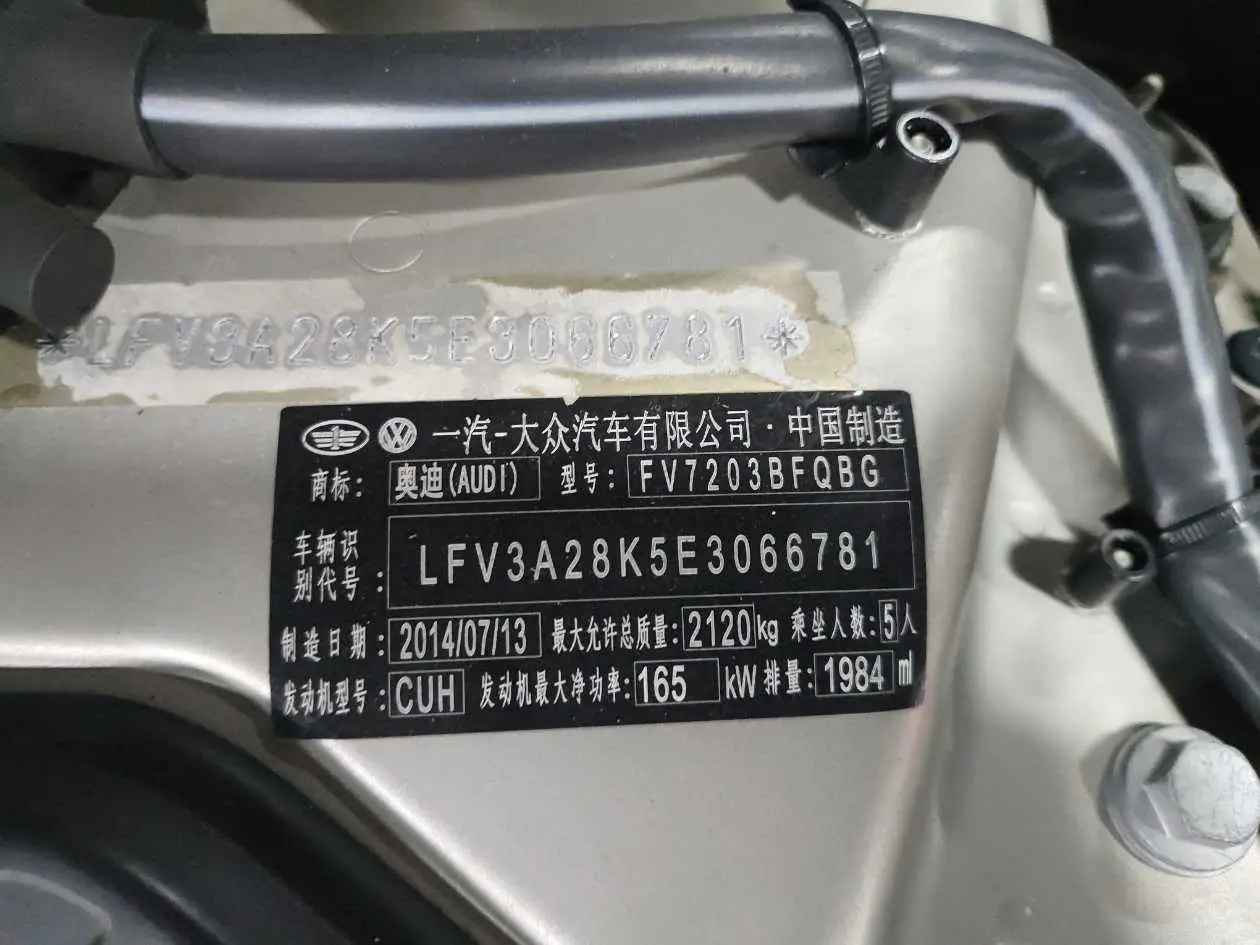 *LFV3A28K5E3066781*
一汽-大众汽车有限公司·中国制造
商标: 奥迪(AUDI) 型号: FV7203BFQBG
车辆识
别代号: LFV3A28K5E3066781
制造日期: 2014/07/13 最大允许总质量: 2120kg 乘坐人数: 5人
发动机型号: CUH 发动机最大净功率: 165 kW 排量: 1984 ml